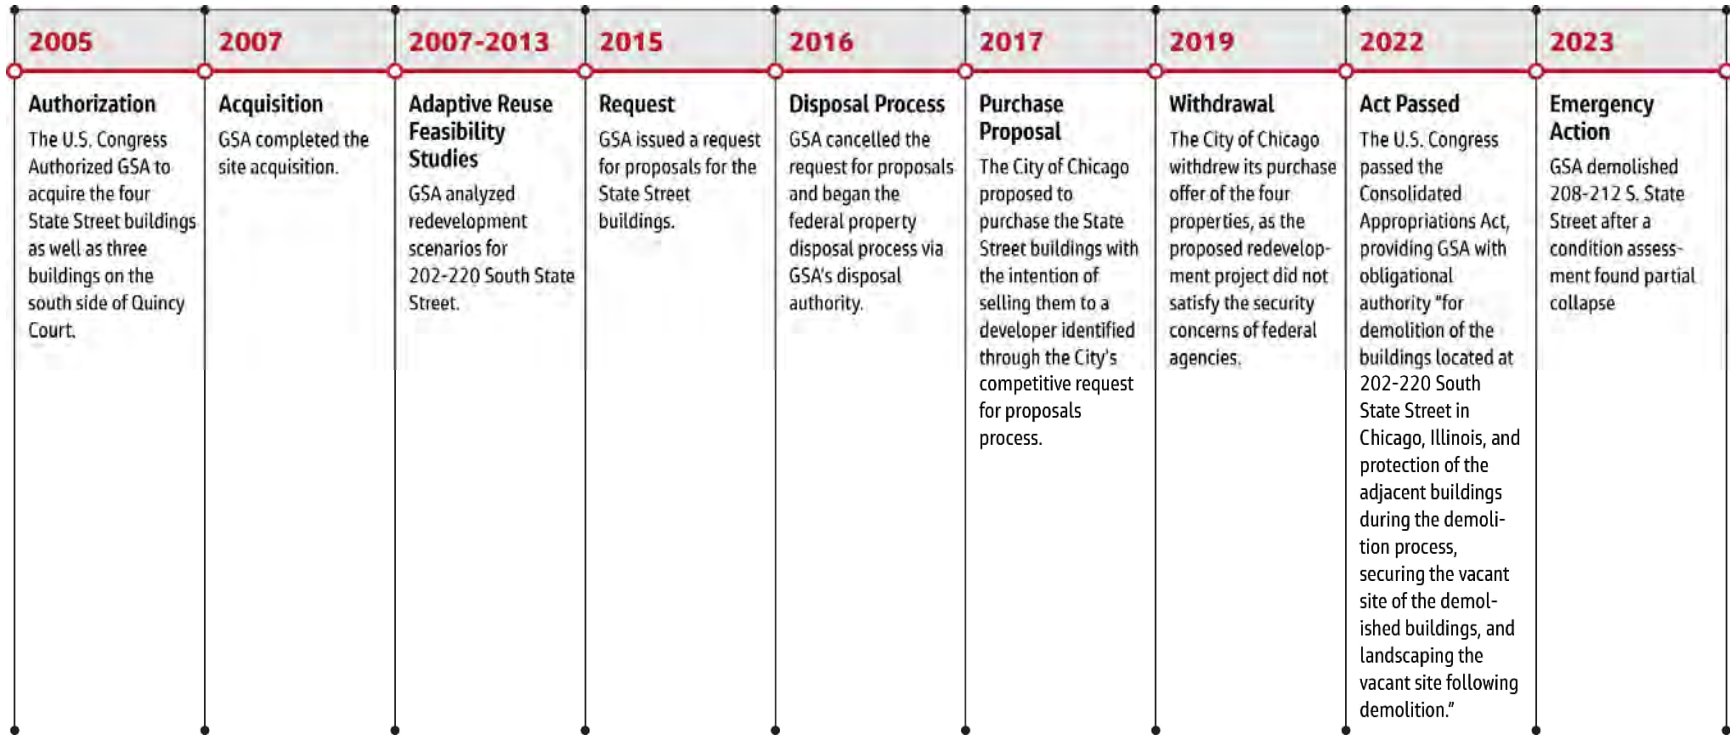 2005
Authorization
The U.S. Congress
Authorized GSA to
acquire the four
State Street buildings
as well as three
buildings on the
south side of Quincy
Court.
2007
Acquisition
GSA completed the
site acquisition.
2007-2013
Adaptive Reuse
Feasibility
Studies
GSA analyzed
redevelopment
scenarios for
202-220 South State
Street.
2015
Request
GSA issued a request
for proposals for the
State Street
buildings.
2016
Disposal Process
GSA cancelled the
request for proposals
and began the
federal property
disposal process via
GSA's disposal
authority.
2017
Purchase
Proposal
The City of Chicago
proposed to
purchase the State
Street buildings with
the intention of
selling them to a
developer identified
through the City's
competitive request
for proposals
process.
2019
Withdrawal
The City of Chicago
withdrew its purchase
offer of the four
properties, as the
proposed redevelop-
ment project did not
satisfy the security
concerns of federal
agencies.
2022
Act Passed
The U.S. Congress
passed the
Consolidated
Appropriations Act,
providing GSA with
obligational
authority "for
demolition of the
buildings located at
202-220 South
State Street in
Chicago, Illinois, and
protection of the
adjacent buildings
during the demoli-
tion process,
securing the vacant
site of the demol-
ished buildings, and
landscaping the
vacant site following
demolition."
2023
Emergency
Action
GSA demolished
208-212 S. State
Street after a
condition assess-
ment found partial
collapse